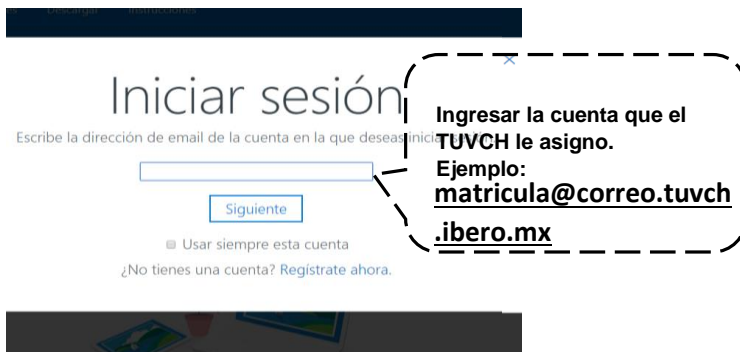 Descargar Instrucciones
Iniciar sesión
Escribe la dirección de email de la cuenta en la que deseas iniciar
Siguiente
Usar siempre esta cuenta
¿No tienes una cuenta? Regístrate ahora.
Ingresar la cuenta que el
TUVCH le asigno.
Ejemplo:
matricula@correo.tuvch
.ibero.mx